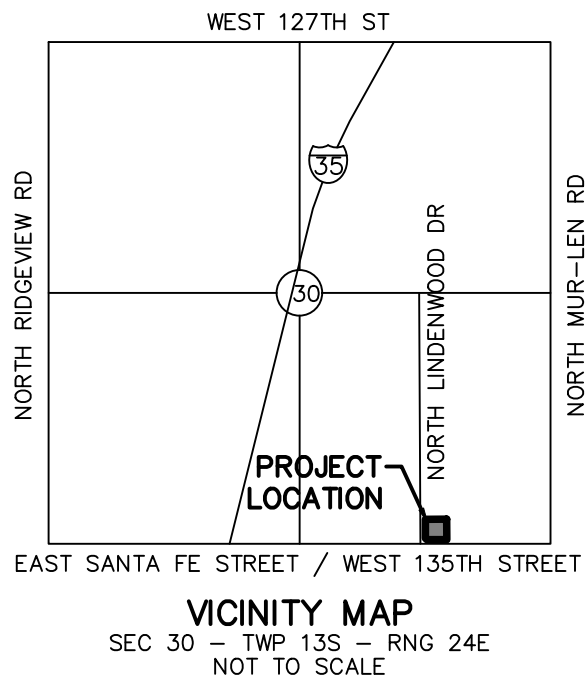 WEST 127TH ST
35
NORTH RIDGEVIEW RD
NORTH LINDENWOOD DR
NORTH MUR-LEN RD
30
PROJECT
LOCATION
EAST SANTA FE STREET / WEST 135TH STREET
VICINITY MAP
SEC 30 - TWP 13S - RNG 24E
NOT TO SCALE